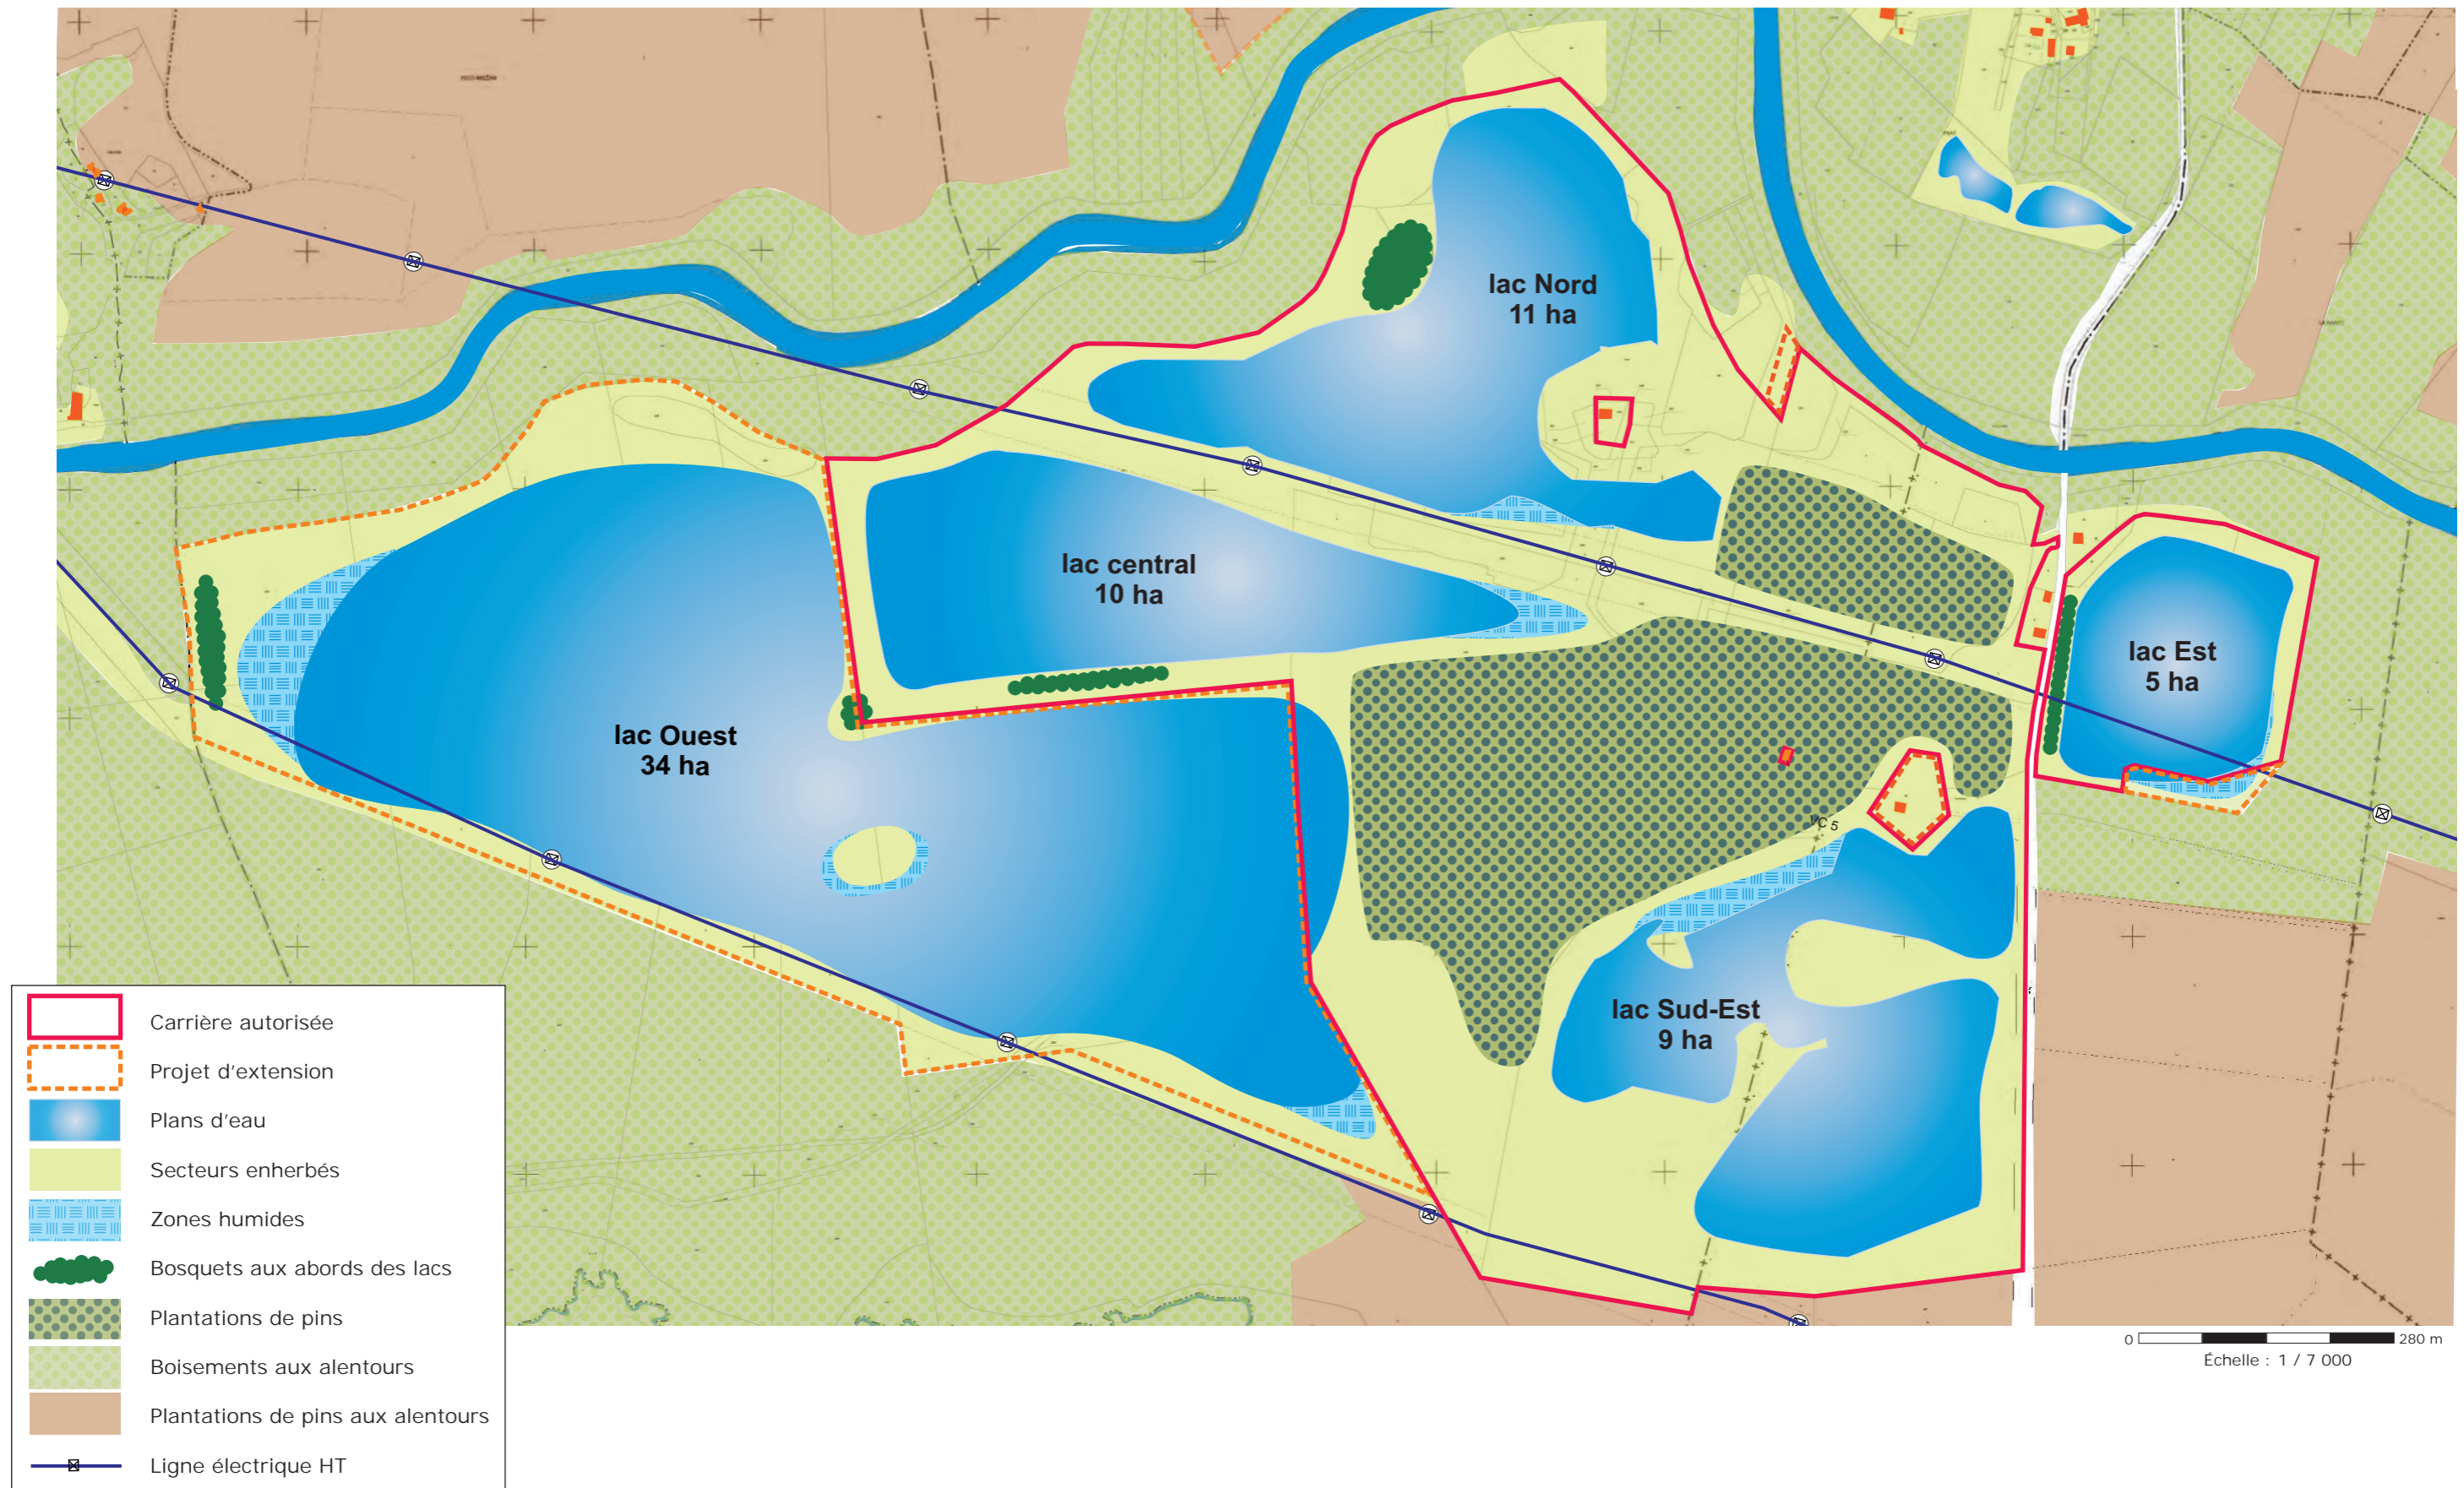 lac Nord
11 ha
lac central
10 ha
lac Est
5 ha
lac Ouest
34 ha
VC 5
lac Sud-Est
9 ha
Carrière autorisée
Projet d'extension
Plans d'eau
Secteurs enherbés
Zones humides
Bosquets aux abords des lacs
Plantations de pins
Boisements aux alentours
Plantations de pins aux alentours
Ligne électrique HT
0 280 m
Échelle : 1 / 7 000